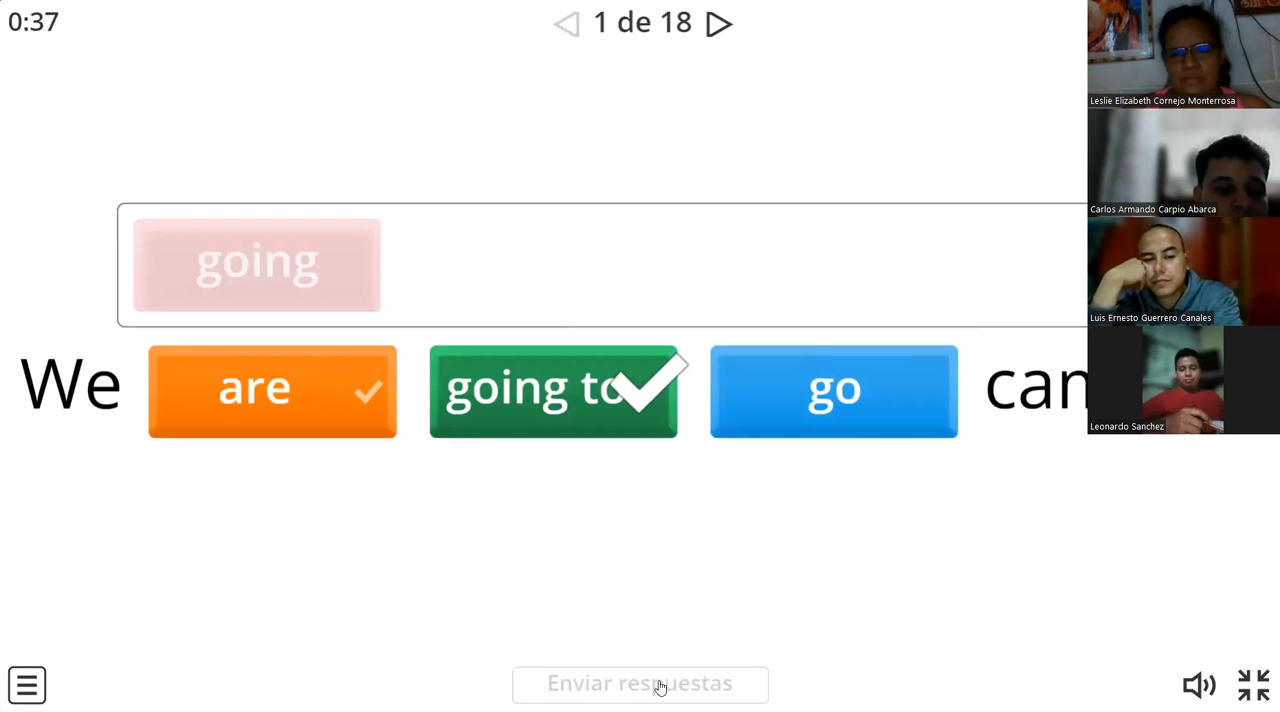 0:37
1 de 18
Leslie Elizabeth Cornejo Monterrosa
Carlos Armando Carpio Abarca
going
Luis Ernesto Guerrero Canales
We are going to go can
Leonardo Sanchez
Enviar respuestas